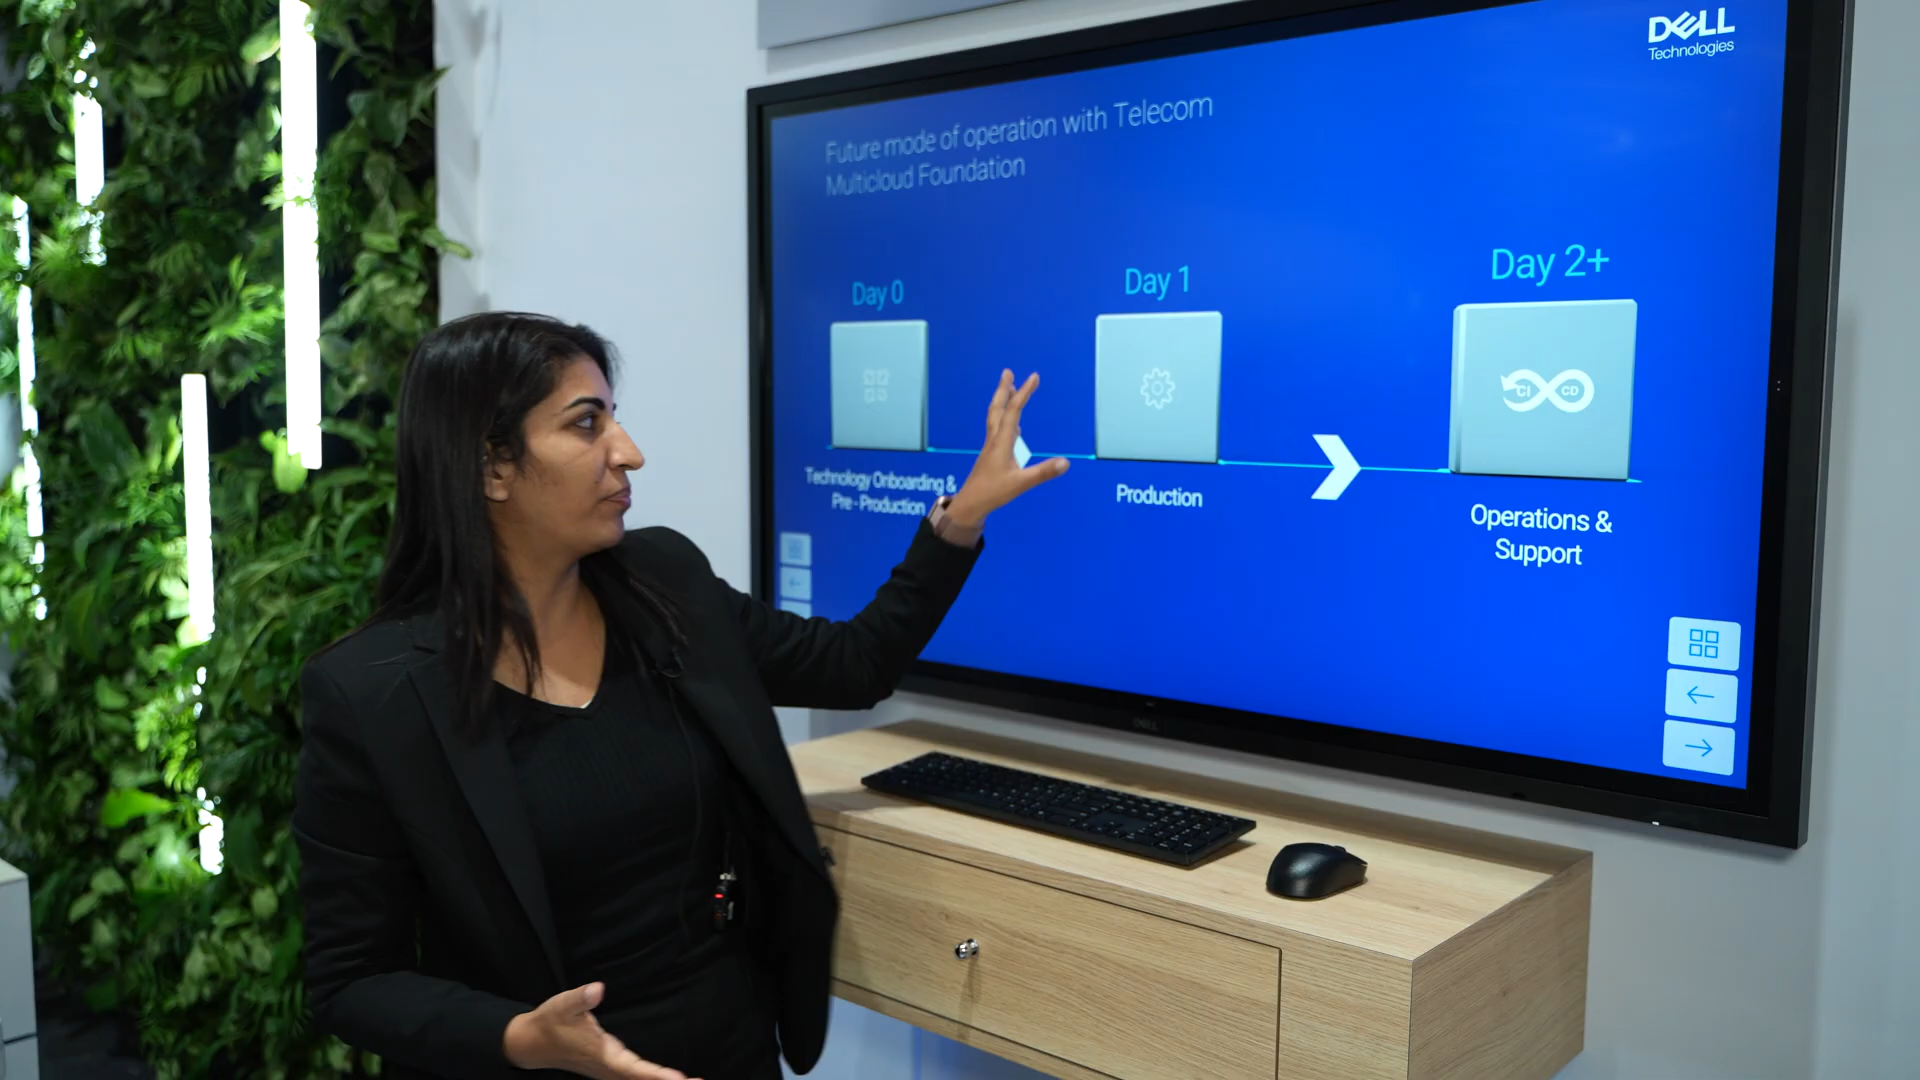 DELL
Technologies
Future mode of operation with Telecom
Multicloud Foundation
Day 0
Day 1
Day 2+
CI CD
Technology Onboarding &
Pre - Production
Production
Operations &
Support
DELL